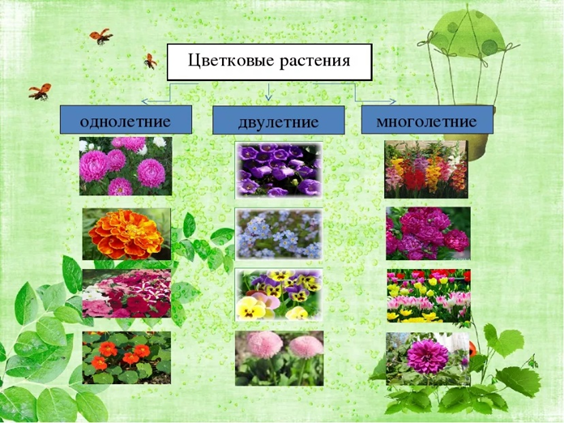 Цветковые растения
однолетние
двулетние
многолетние